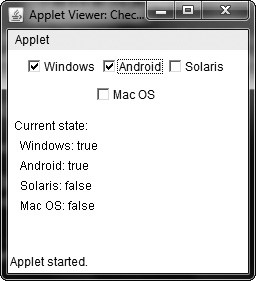 Applet Viewer: Chec...
Applet
Windows Android Solaris
Mac OS
Current state:
Windows: true
Android: true
Solaris: false
Mac OS: false
Applet started.